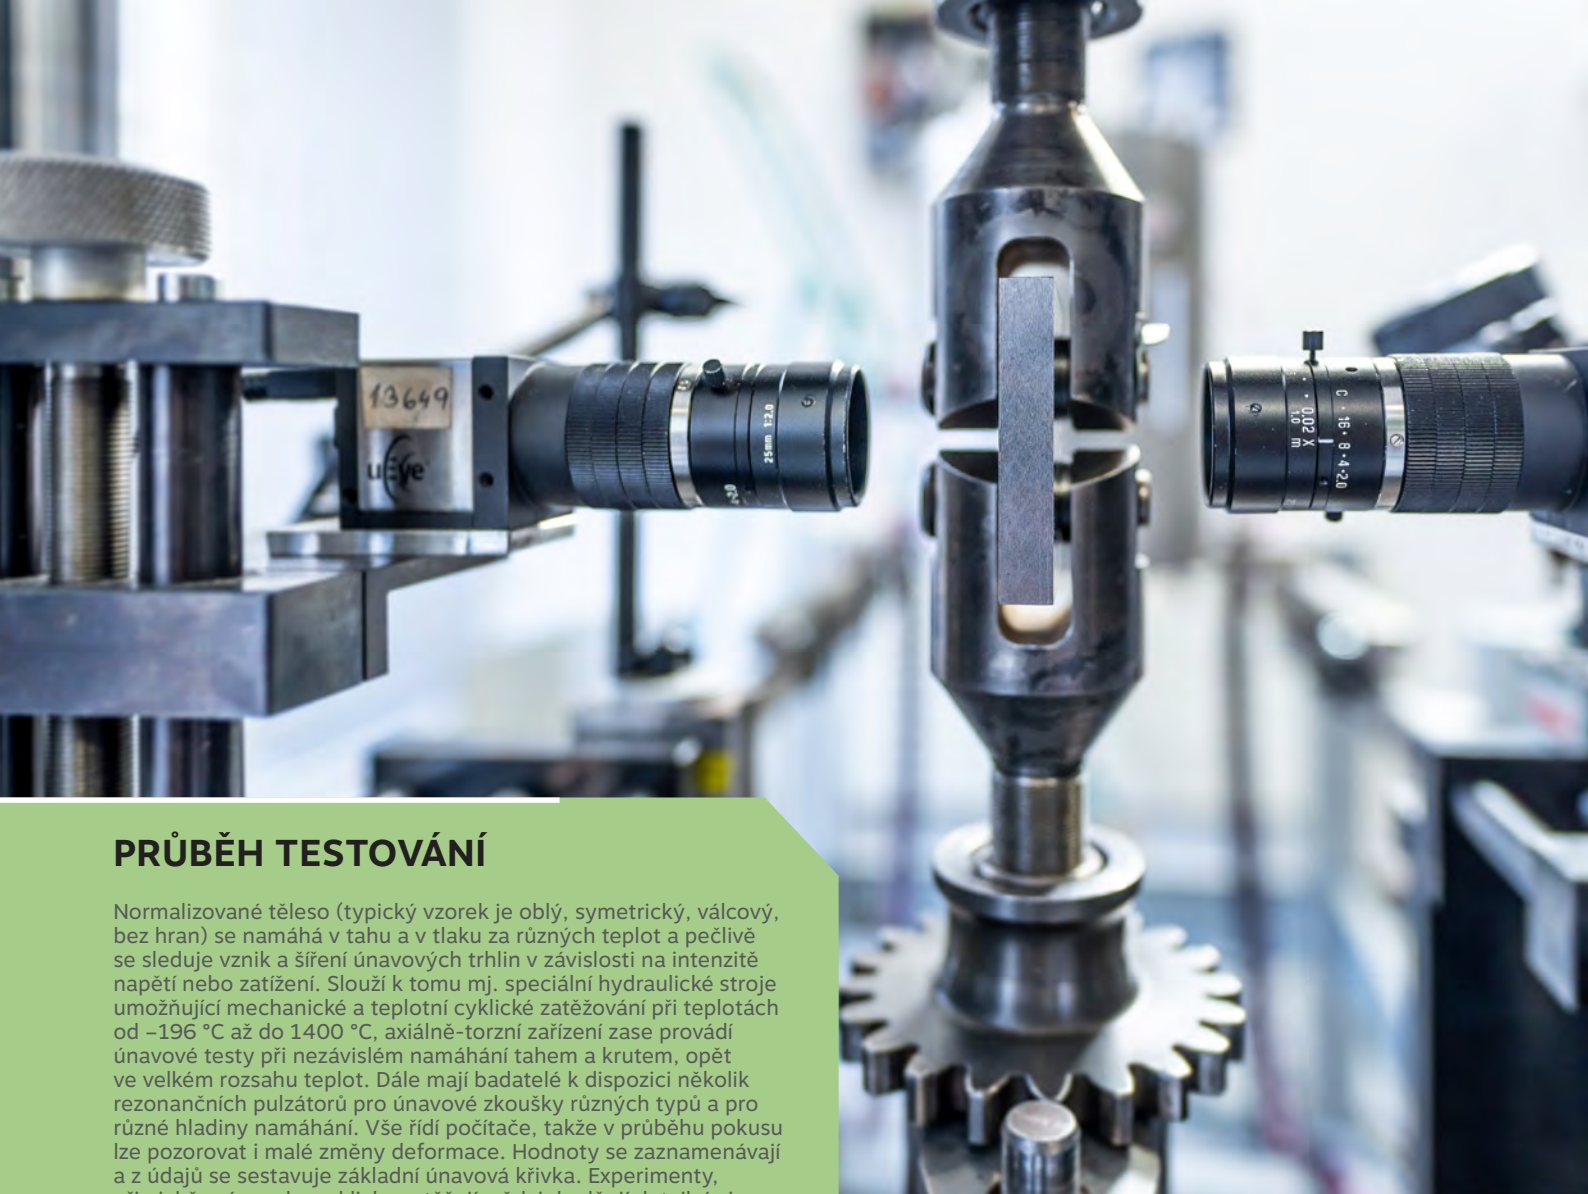 13649
uEye
25mm 1:2.0
C · 16 · 8 · 4 · 2.0
0.02 X
1.0 m
PRŮBĚH TESTOVÁNÍ
Normalizované těleso (typický vzorek je oblý, symetrický, válcový,
bez hran) se namáhá v tahu a v tlaku za různých teplot a pečlivě
se sleduje vznik a šíření únavových trhlin v závislosti na intenzitě
napětí nebo zatížení. Slouží k tomu mj. speciální hydraulické stroje
umožňující mechanické a teplotní cyklické zatěžování při teplotách
od –196 °C až do 1400 °C, axiálně-torzní zařízení zase provádí
únavové testy při nezávislém namáhání tahem a krutem, opět
ve velkém rozsahu teplot. Dále mají badatelé k dispozici několik
rezonančních pulzátorů pro únavové zkoušky různých typů a pro
různé hladiny namáhání. Vše řídí počítače, takže v průběhu pokusu
lze pozorovat i malé změny deformace. Hodnoty se zaznamenávají
a z údajů se sestavuje základní únavová křivka. Experimenty,